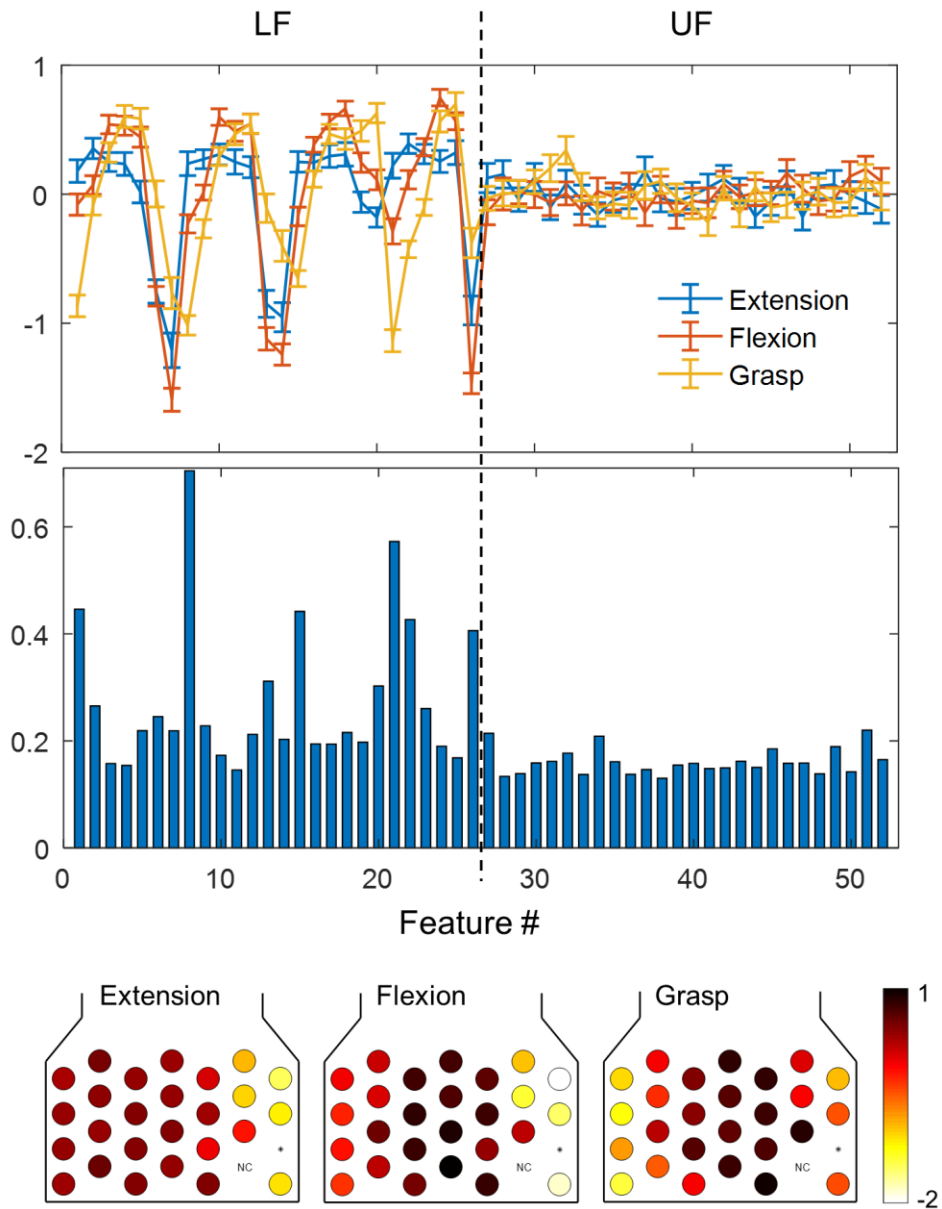 LF UF
1
0
-1
-2
Extension
Flexion
Grasp
0.6
0.4
0.2
0
0 10 20 30 40 50
Feature #
Extension Flexion Grasp 1
* * *
NC NC NC
-2